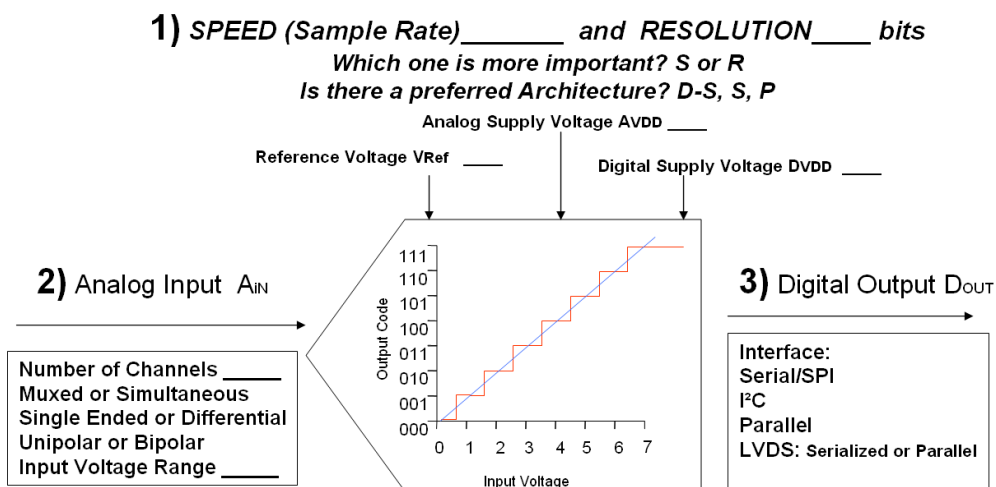 1) SPEED (Sample Rate)_______ and RESOLUTION____ bits
Which one is more important? S or R
Is there a preferred Architecture? D-S, S, P
Analog Supply Voltage AVDD ____
Reference Voltage VRef ____
Digital Supply Voltage DVDD ____
2) Analog Input AIN
Number of Channels _____
Muxed or Simultaneous
Single Ended or Differential
Unipolar or Bipolar
Input Voltage Range _____
Output Code
111
110
101
100
011
010
001
000
0 1 2 3 4 5 6 7
Input Voltage
3) Digital Output DOUT
Interface:
Serial/SPI
I²C
Parallel
LVDS: Serialized or Parallel